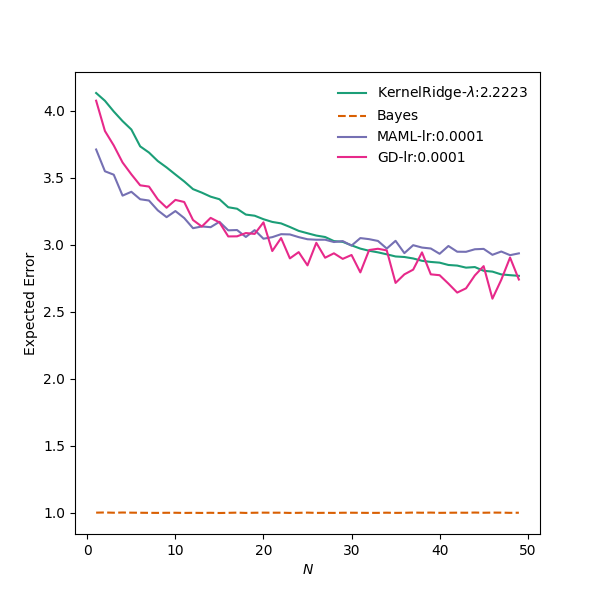 KernelRidge-λ:2.2223
Bayes
MAML-lr:0.0001
GD-lr:0.0001
Expected Error
4.0
3.5
3.0
2.5
2.0
1.5
1.0
0
10
20
30
40
50
N